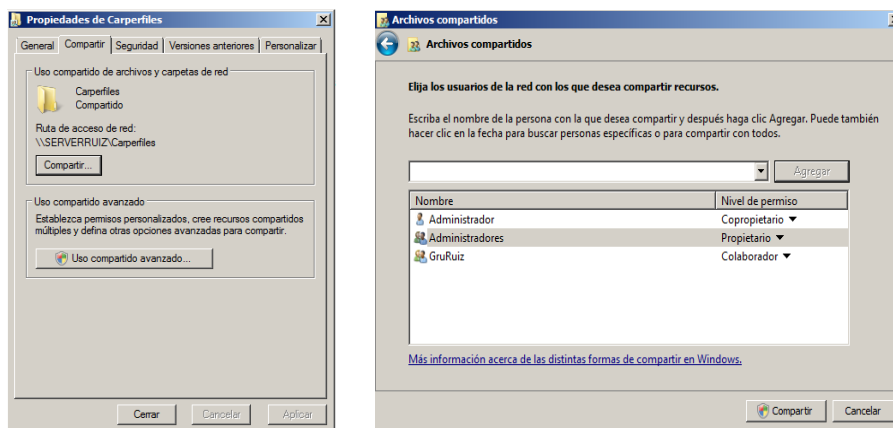 Propiedades de Carperfiles
General Compartir Seguridad Versiones anteriores Personalizar
Uso compartido de archivos y carpetas de red
Carperfiles
Compartido
Ruta de acceso de red:
\\SERVERRUIZ\Carperfiles
Compartir...
Uso compartido avanzado
Establezca permisos personalizados, cree recursos compartidos
múltiples y defina otras opciones avanzadas para compartir.
Uso compartido avanzado...
Cerrar Cancelar Aplicar
Archivos compartidos
Archivos compartidos
Elija los usuarios de la red con los que desea compartir recursos.
Escriba el nombre de la persona con la que desea compartir y después haga clic Agregar. Puede también
hacer clic en la fecha para buscar personas específicas o para compartir con todos.
Agregar
Nombre Nivel de permiso
Administrador Copropietario
Administradores Propietario
GruRuiz Colaborador
Más información acerca de las distintas formas de compartir en Windows.
Compartir Cancelar